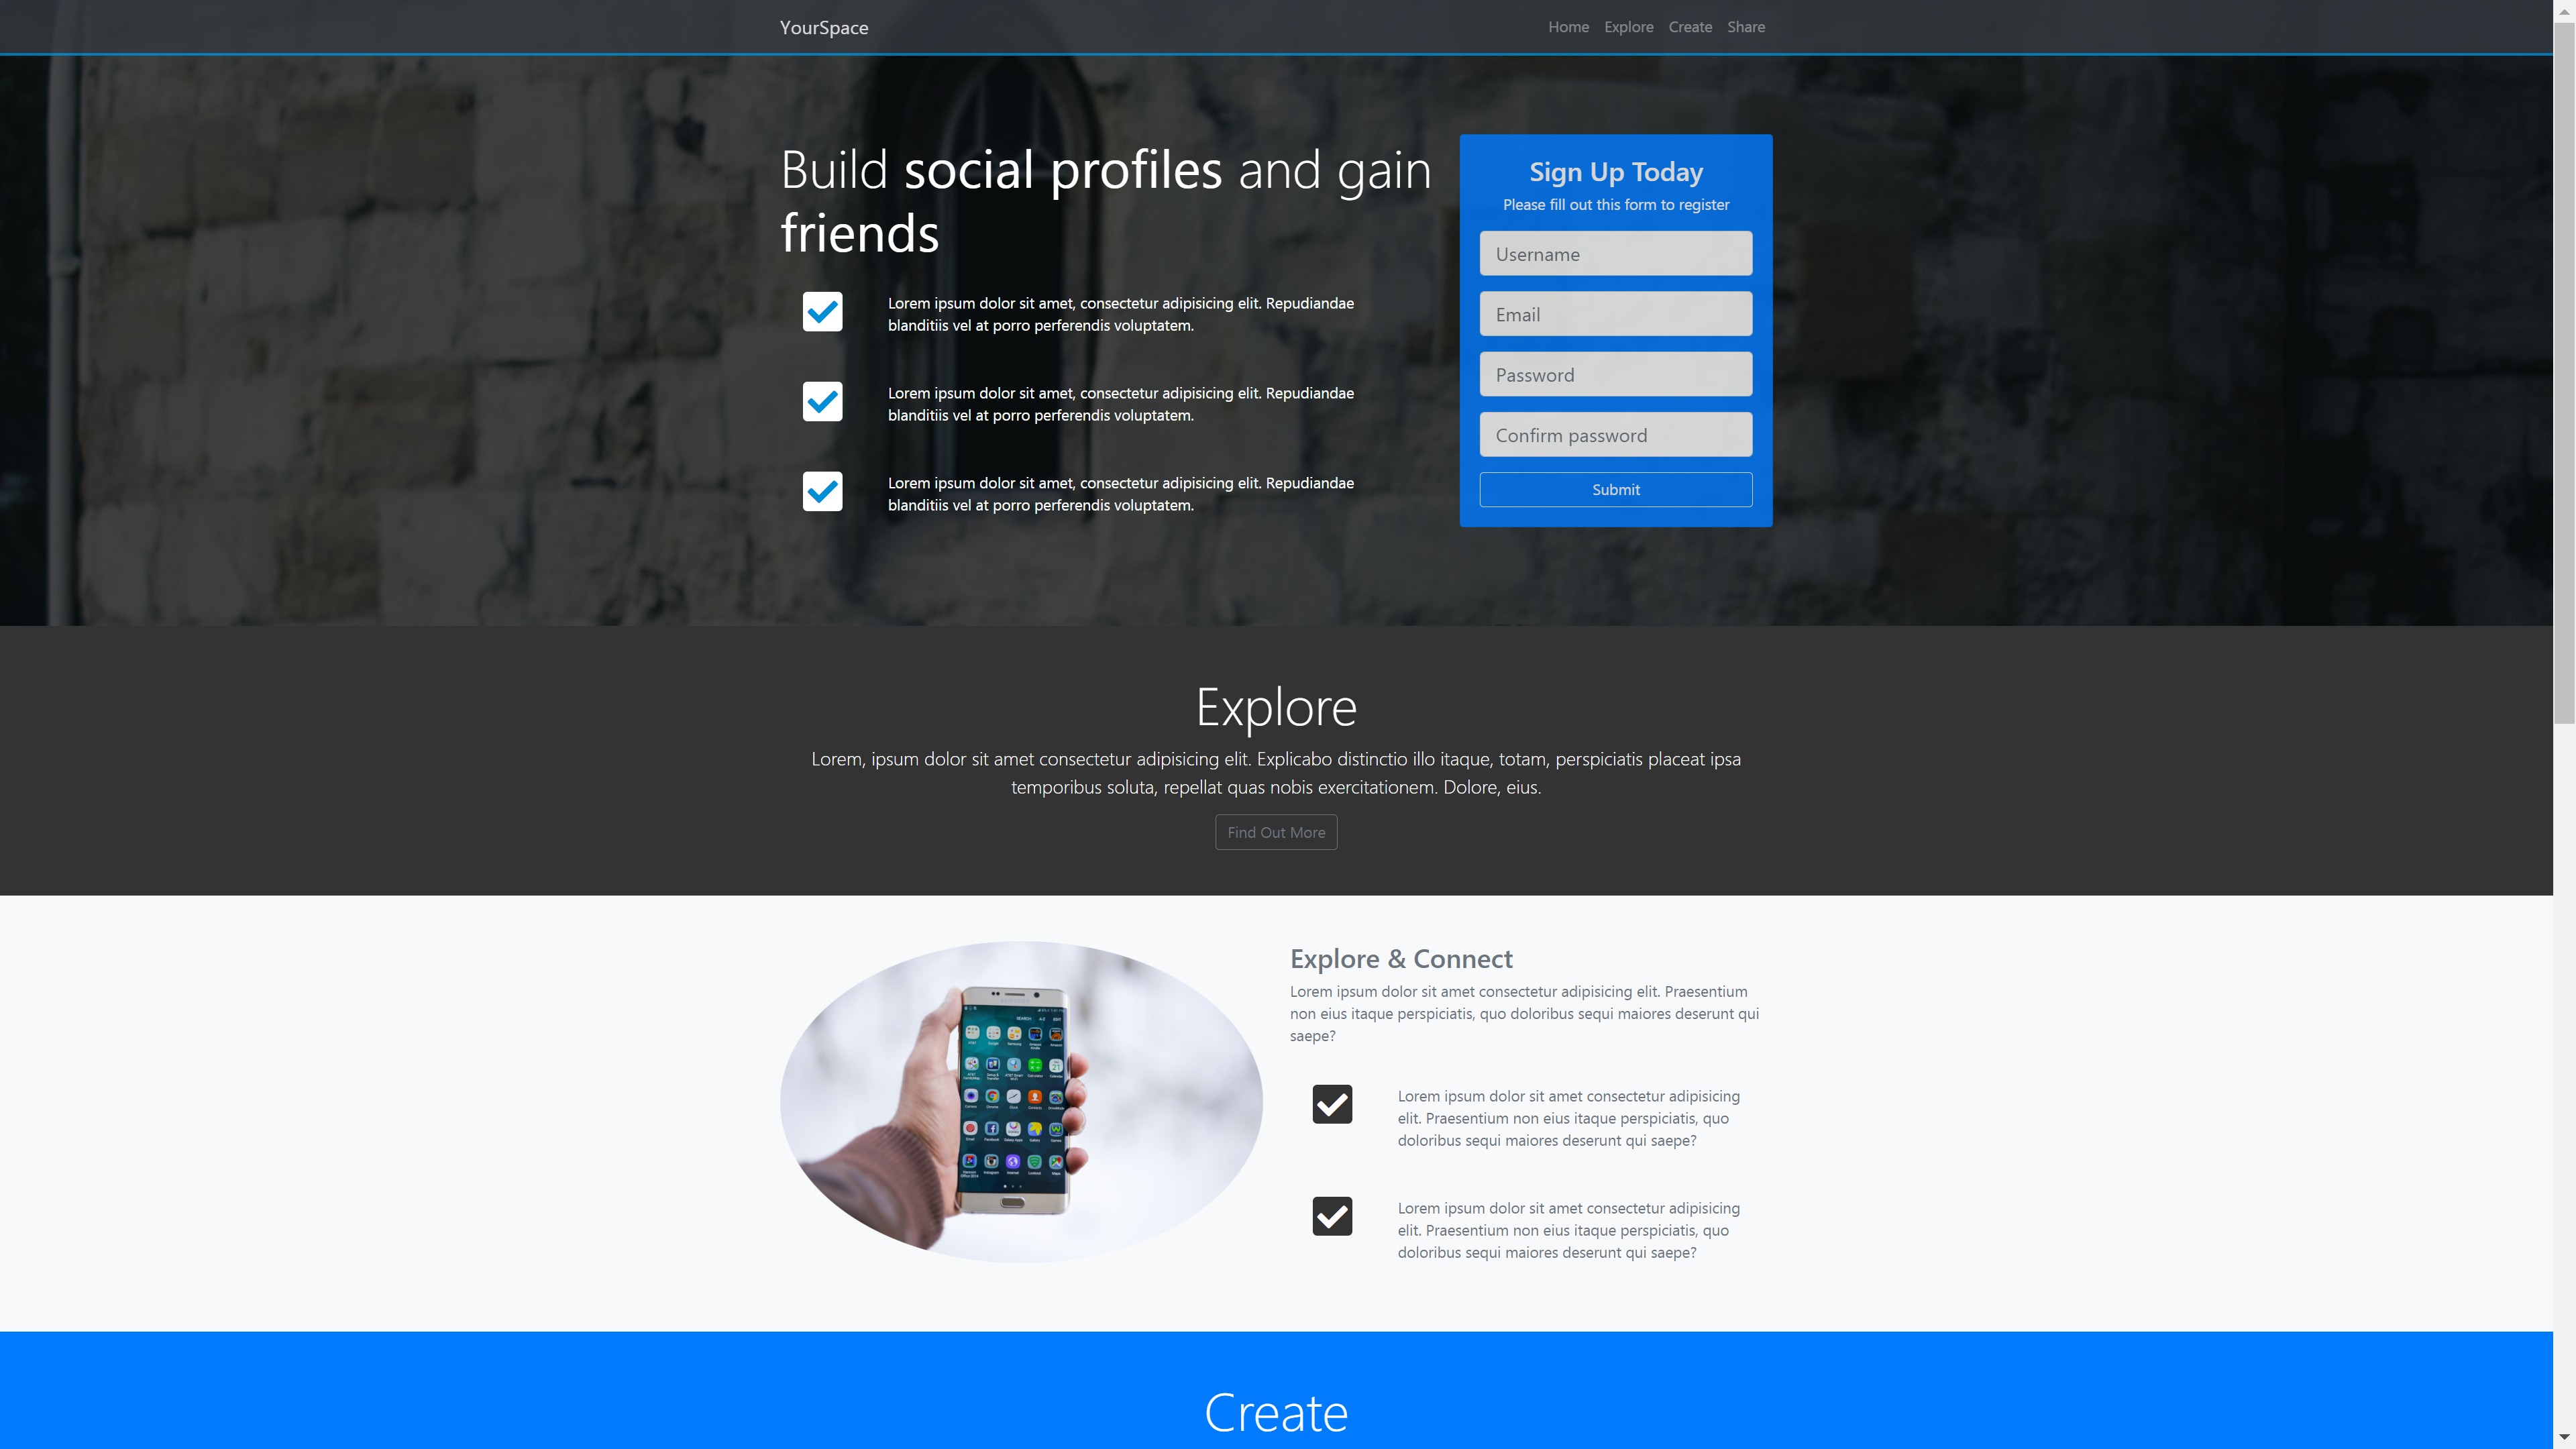 YourSpace
Home Explore Create Share
Build social profiles and gain
friends
Lorem ipsum dolor sit amet, consectetur adipisicing elit. Repudiandae
blanditiis vel at porro perferendis voluptatem.
Lorem ipsum dolor sit amet, consectetur adipisicing elit. Repudiandae
blanditiis vel at porro perferendis voluptatem.
Lorem ipsum dolor sit amet, consectetur adipisicing elit. Repudiandae
blanditiis vel at porro perferendis voluptatem.
Sign Up Today
Please fill out this form to register
Username
Email
Password
Confirm password
Submit
Explore
Lorem, ipsum dolor sit amet consectetur adipisicing elit. Explicabo distinctio illo itaque, totam, perspiciatis placeat ipsa
temporibus soluta, repellat quas nobis exercitationem. Dolore, eius.
Find Out More
Explore & Connect
Lorem ipsum dolor sit amet consectetur adipisicing elit. Praesentium
non eius itaque perspiciatis, quo doloribus sequi maiores deserunt qui
saepe?
Lorem ipsum dolor sit amet consectetur adipisicing
elit. Praesentium non eius itaque perspiciatis, quo
doloribus sequi maiores deserunt qui saepe?
Lorem ipsum dolor sit amet consectetur adipisicing
elit. Praesentium non eius itaque perspiciatis, quo
doloribus sequi maiores deserunt qui saepe?
Create